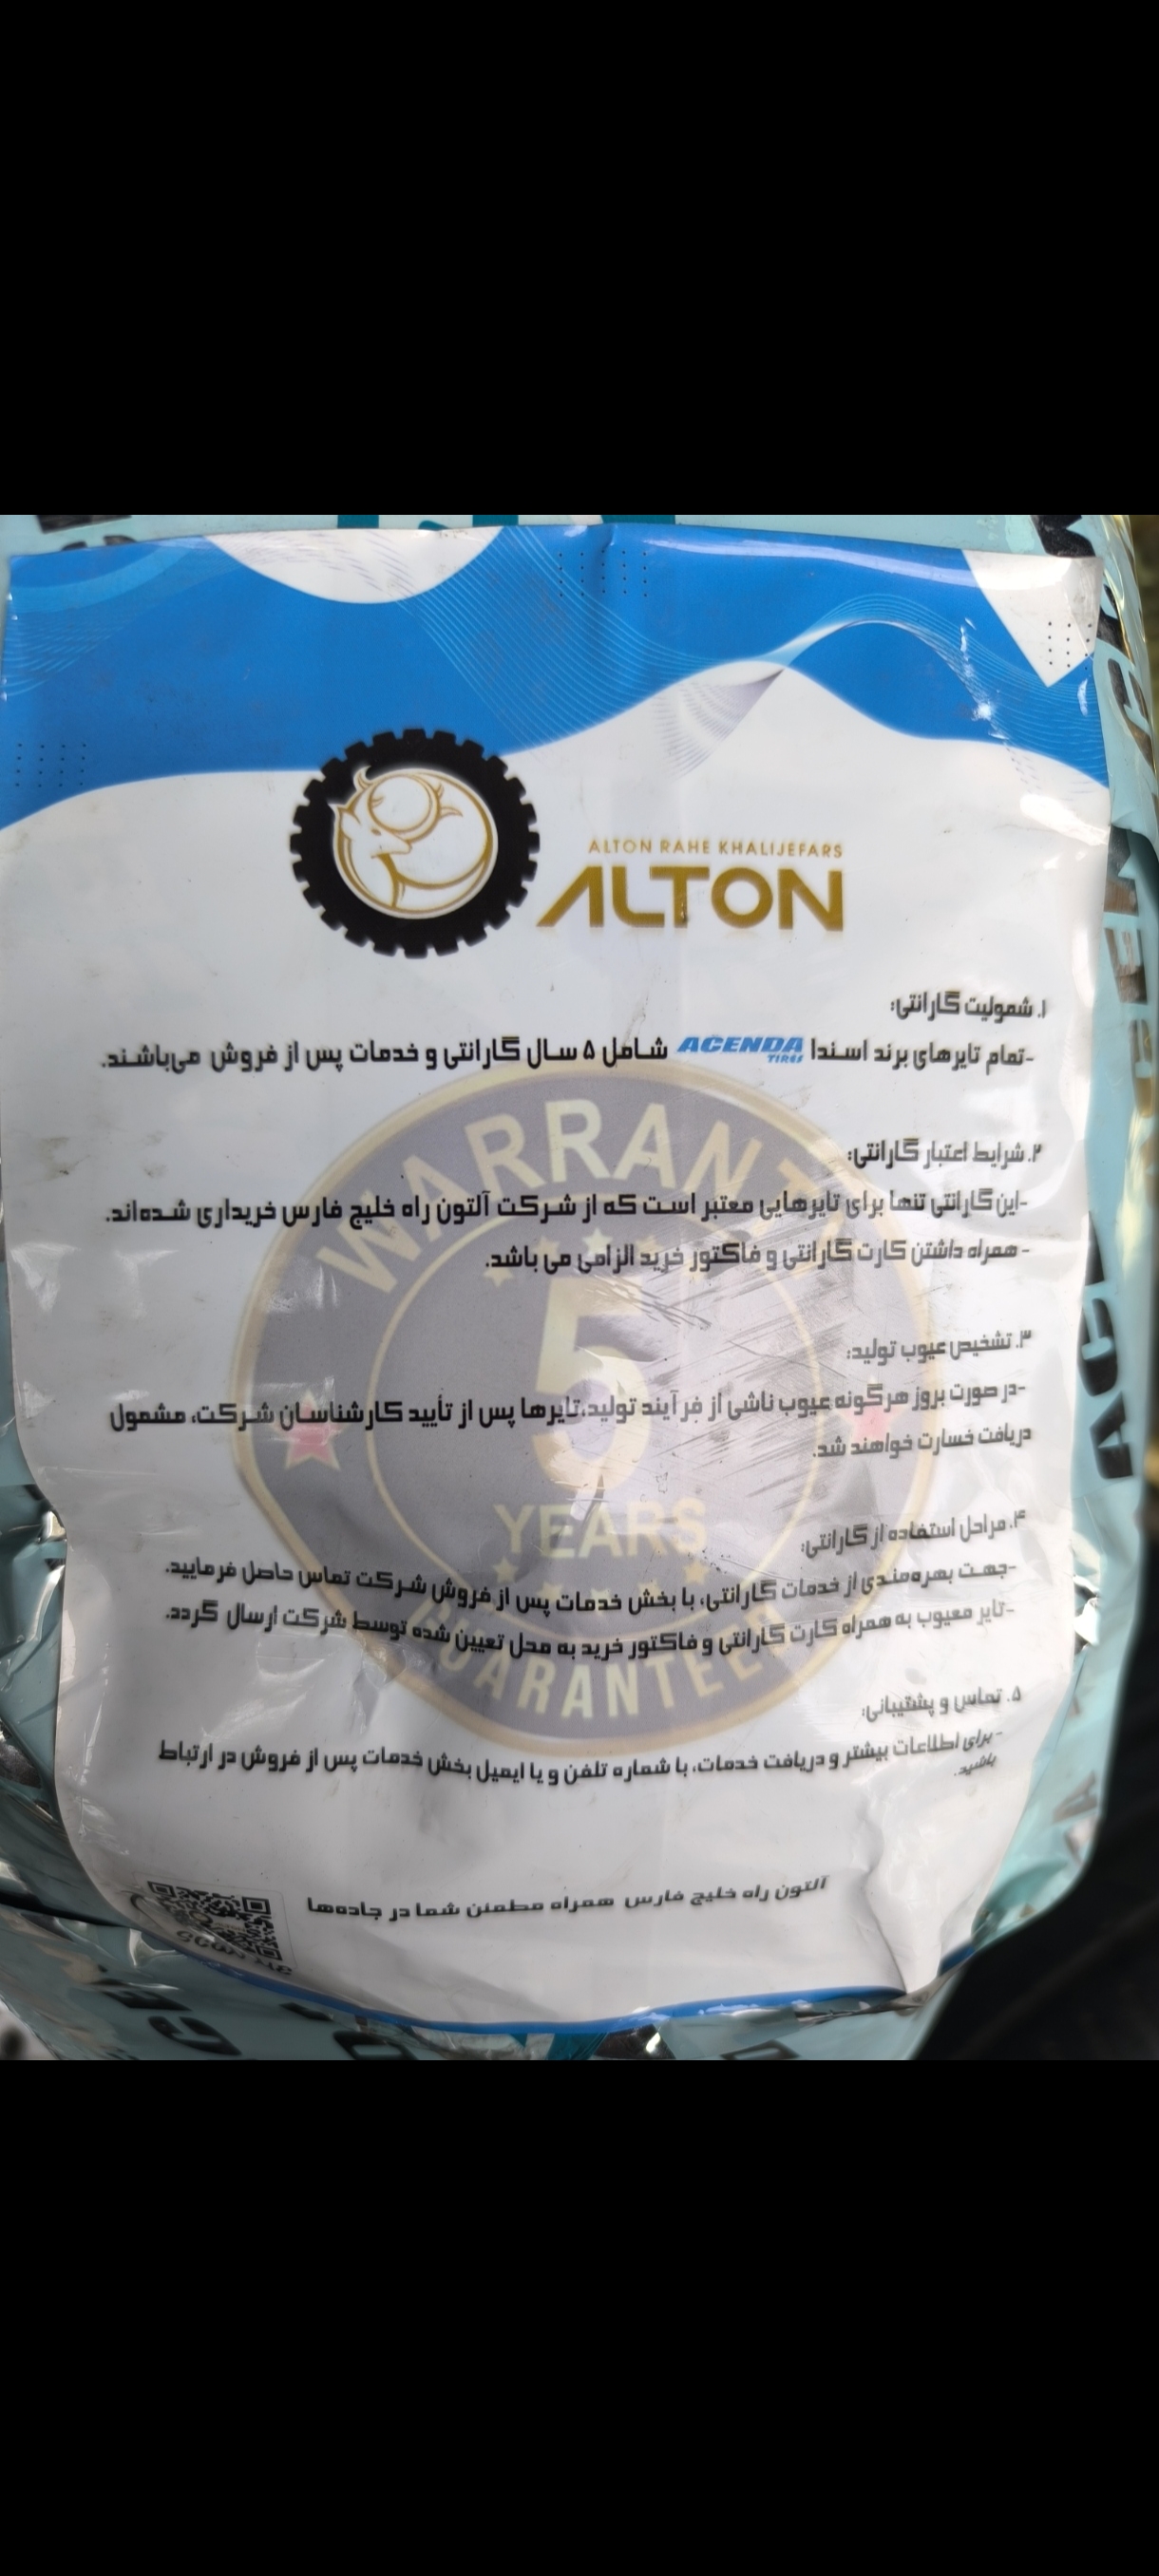 ALTON RAHE KHALIJEFARS
ALTON
۱. شمولیت گارانتی:
-تمام تایرهای برند اسندا ACENDA TIRES شامل ۵ سال گارانتی و خدمات پس از فروش می‌باشند.
۲. شرایط اعتبار گارانتی:
-این گارانتی تنها برای تایرهایی معتبر است که از شرکت آلتون راه خلیج فارس خریداری شده‌اند.
- همراه داشتن کارت گارانتی و فاکتور خرید الزامی می باشد.
۳. تشخیص عیوب تولید:
-در صورت بروز هرگونه عیوب ناشی از فرآیند تولید،تایرها پس از تأیید کارشناسان شرکت، مشمول
دریافت خسارت خواهند شد.
۴. مراحل استفاده از گارانتی:
-جهت بهره‌مندی از خدمات گارانتی، با بخش خدمات پس از فروش شرکت تماس حاصل فرمایید.
-تایر معیوب به همراه کارت گارانتی و فاکتور خرید به محل تعیین شده توسط شرکت ارسال گردد.
۵. تماس و پشتیبانی:
- برای اطلاعات بیشتر و دریافت خدمات، با شماره تلفن و یا ایمیل بخش خدمات پس از فروش در ارتباط
باشید.
آلتون راه خلیج فارس همراه مطمئن شما در جاده‌ها
SCAN ME
WARRANTY
5
YEARS
GUARANTEED